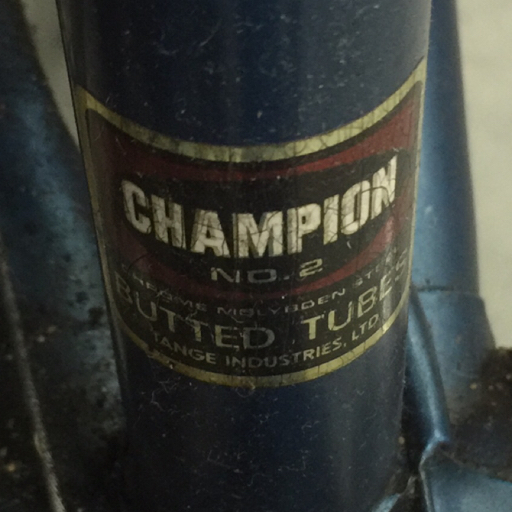 CHAMPION
NO. 2
CHROME MOLYBDEN STEEL
BUTTED TUBES
TANGE INDUSTRIES, LTD.